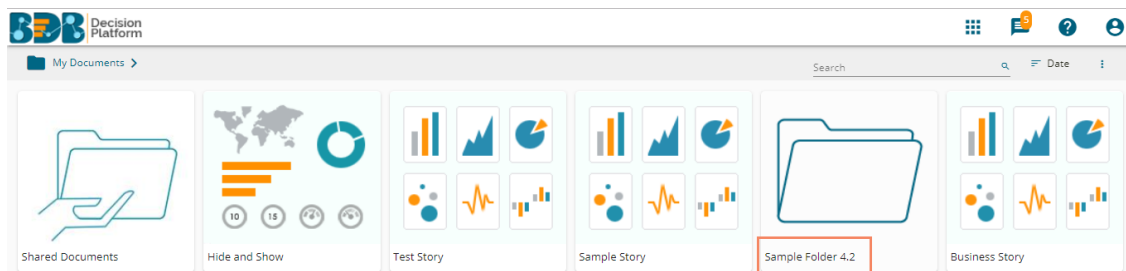 BDB Decision
Platform
5
My Documents
Search
Date
10 15
Shared Documents
Hide and Show
Test Story
Sample Story
Sample Folder 4.2
Business Story